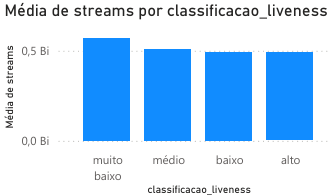 Média de streams por classificacao_liveness
Média de streams
0,5 Bi
0,0 Bi
muito
baixo
médio
baixo
alto
classificacao_liveness